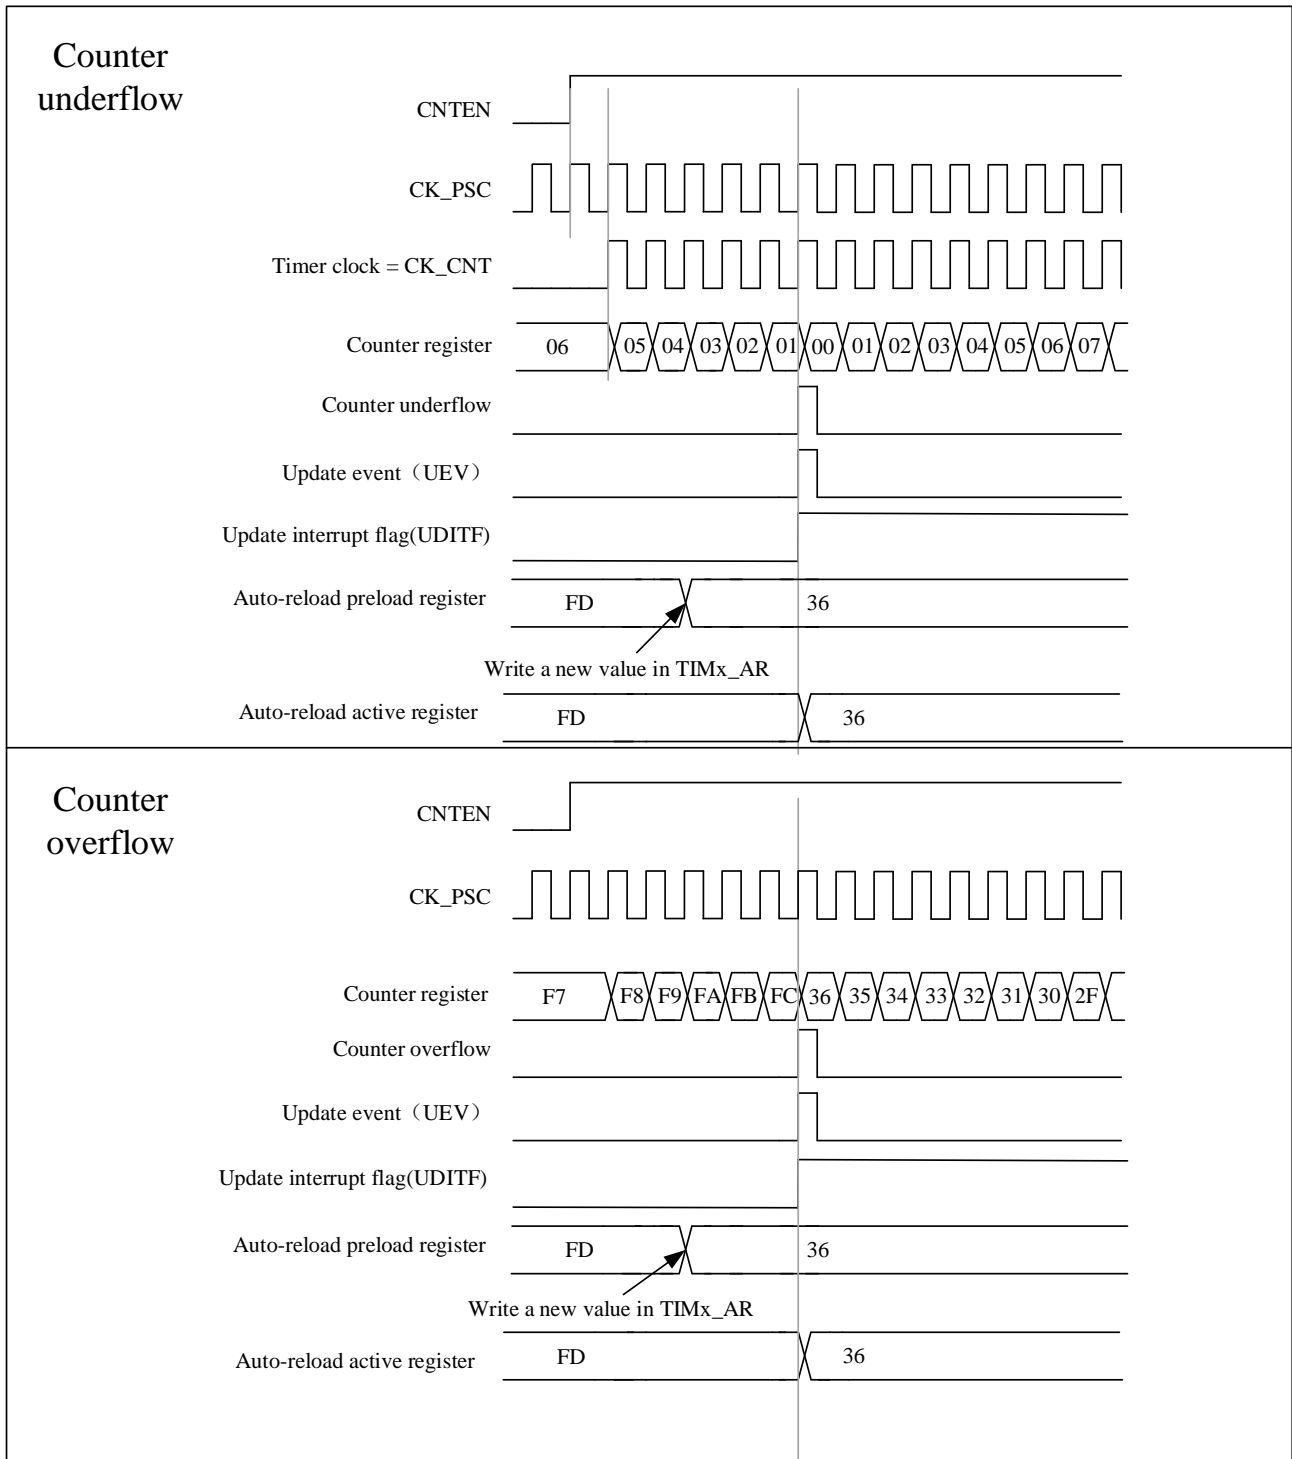 Counter
underflow
CNTEN
CK_PSC
Timer clock = CK_CNT
Counter register 06 05 04 03 02 01 00 01 02 03 04 05 06 07
Counter underflow
Update event（UEV）
Update interrupt flag(UDITF)
Auto-reload preload register FD 36
Write a new value in TIMx_AR
Auto-reload active register FD 36
Counter
overflow
CNTEN
CK_PSC
Counter register F7 F8 F9 FA FB FC 36 35 34 33 32 31 30 2F
Counter overflow
Update event（UEV）
Update interrupt flag(UDITF)
Auto-reload preload register FD 36
Write a new value in TIMx_AR
Auto-reload active register FD 36